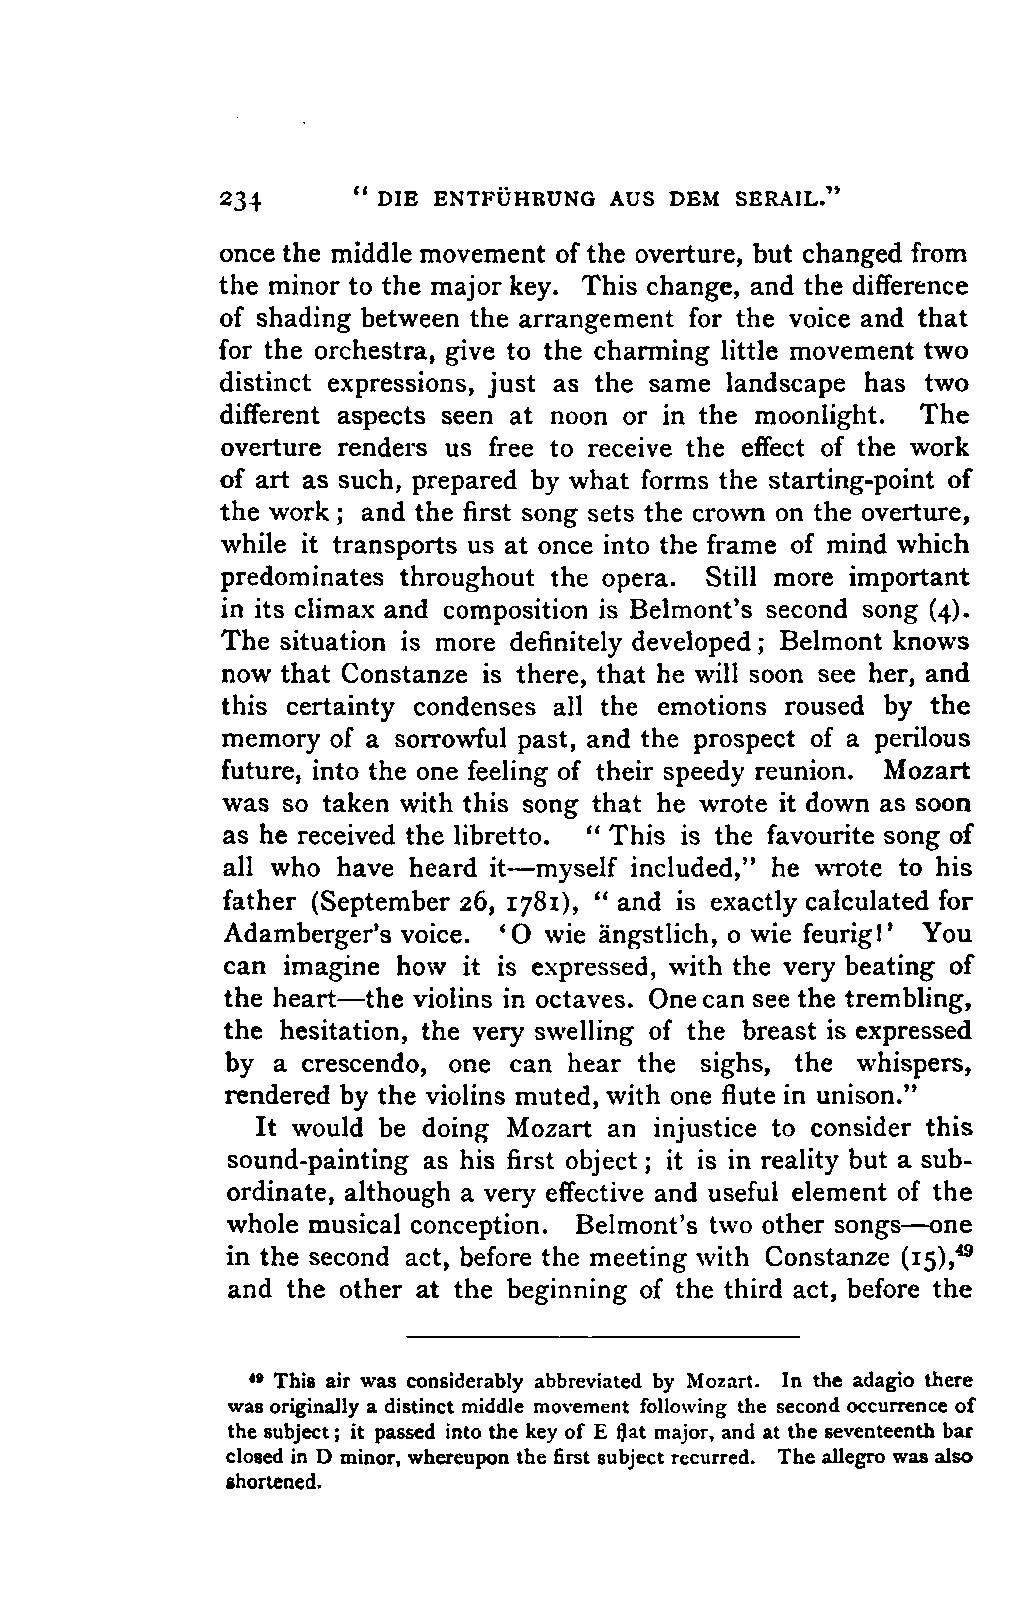 234 “ DIE ENTFÜHRUNG AUS DEM SERAIL.”
once the middle movement of the overture, but changed from
the minor to the major key. This change, and the difference
of shading between the arrangement for the voice and that
for the orchestra, give to the charming little movement two
distinct expressions, just as the same landscape has two
different aspects seen at noon or in the moonlight. The
overture renders us free to receive the effect of the work
of art as such, prepared by what forms the starting-point of
the work ; and the first song sets the crown on the overture,
while it transports us at once into the frame of mind which
predominates throughout the opera. Still more important
in its climax and composition is Belmont’s second song (4).
The situation is more definitely developed ; Belmont knows
now that Constanze is there, that he will soon see her, and
this certainty condenses all the emotions roused by the
memory of a sorrowful past, and the prospect of a perilous
future, into the one feeling of their speedy reunion. Mozart
was so taken with this song that he wrote it down as soon
as he received the libretto. “ This is the favourite song of
all who have heard it—myself included,” he wrote to his
father (September 26, 1781), “ and is exactly calculated for
Adamberger’s voice. ‘O wie ängstlich, o wie feurig!’ You
can imagine how it is expressed, with the very beating of
the heart—the violins in octaves. One can see the trembling,
the hesitation, the very swelling of the breast is expressed
by a crescendo, one can hear the sighs, the whispers,
rendered by the violins muted, with one flute in unison.”
It would be doing Mozart an injustice to consider this
sound-painting as his first object ; it is in reality but a sub-
ordinate, although a very effective and useful element of the
whole musical conception. Belmont’s two other songs—one
in the second act, before the meeting with Constanze (15),⁴⁹
and the other at the beginning of the third act, before the
⁴⁹ This air was considerably abbreviated by Mozart. In the adagio there
was originally a distinct middle movement following the second occurrence of
the subject ; it passed into the key of E flat major, and at the seventeenth bar
closed in D minor, whereupon the first subject recurred. The allegro was also
shortened.